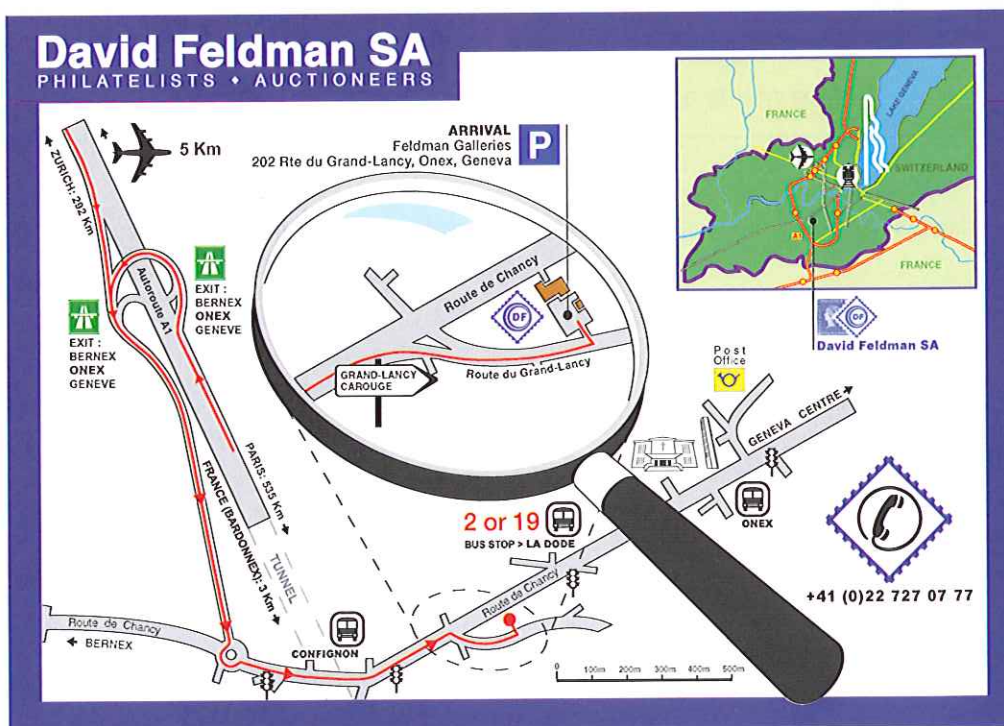 David Feldman SA
PHILATELISTS • AUCTIONEERS
ARRIVAL
Feldman Galleries
202 Rte du Grand-Lancy, Onex, Geneva
P
5 Km
ZURICH: 292 Km
Autoroute A1
EXIT :
BERNEX
ONEX
GENEVE
EXIT :
BERNEX
ONEX
GENEVE
Route de Chancy
DF
Route du Grand-Lancy
GRAND-LANCY
CAROUGE
FRANCE
LAKE GENEVA
SWITZERLAND
A1
FRANCE
DF
David Feldman SA
Post
Office
GENEVA CENTRE
PARIS: 535 Km
FRANCE (BARDONNEX): 3 Km
TUNNEL
2 or 19
BUS STOP > LA DODE
ONEX
+41 (0)22 727 07 77
Route de Chancy
Route de Chancy
BERNEX
CONFIGNON
0 100m 200m 300m 400m 500m